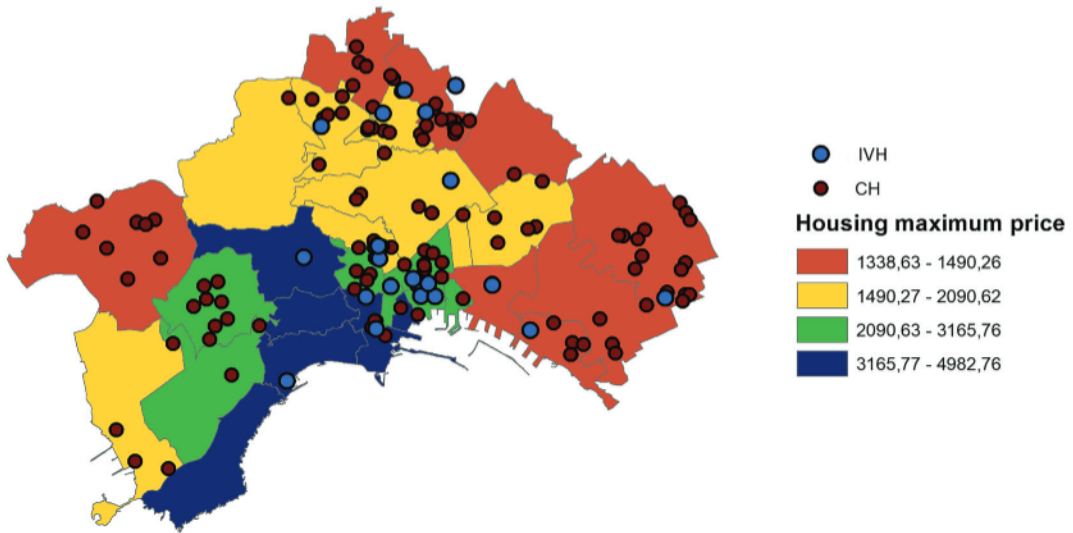 IVH
CH
Housing maximum price
1338,63 - 1490,26
1490,27 - 2090,62
2090,63 - 3165,76
3165,77 - 4982,76